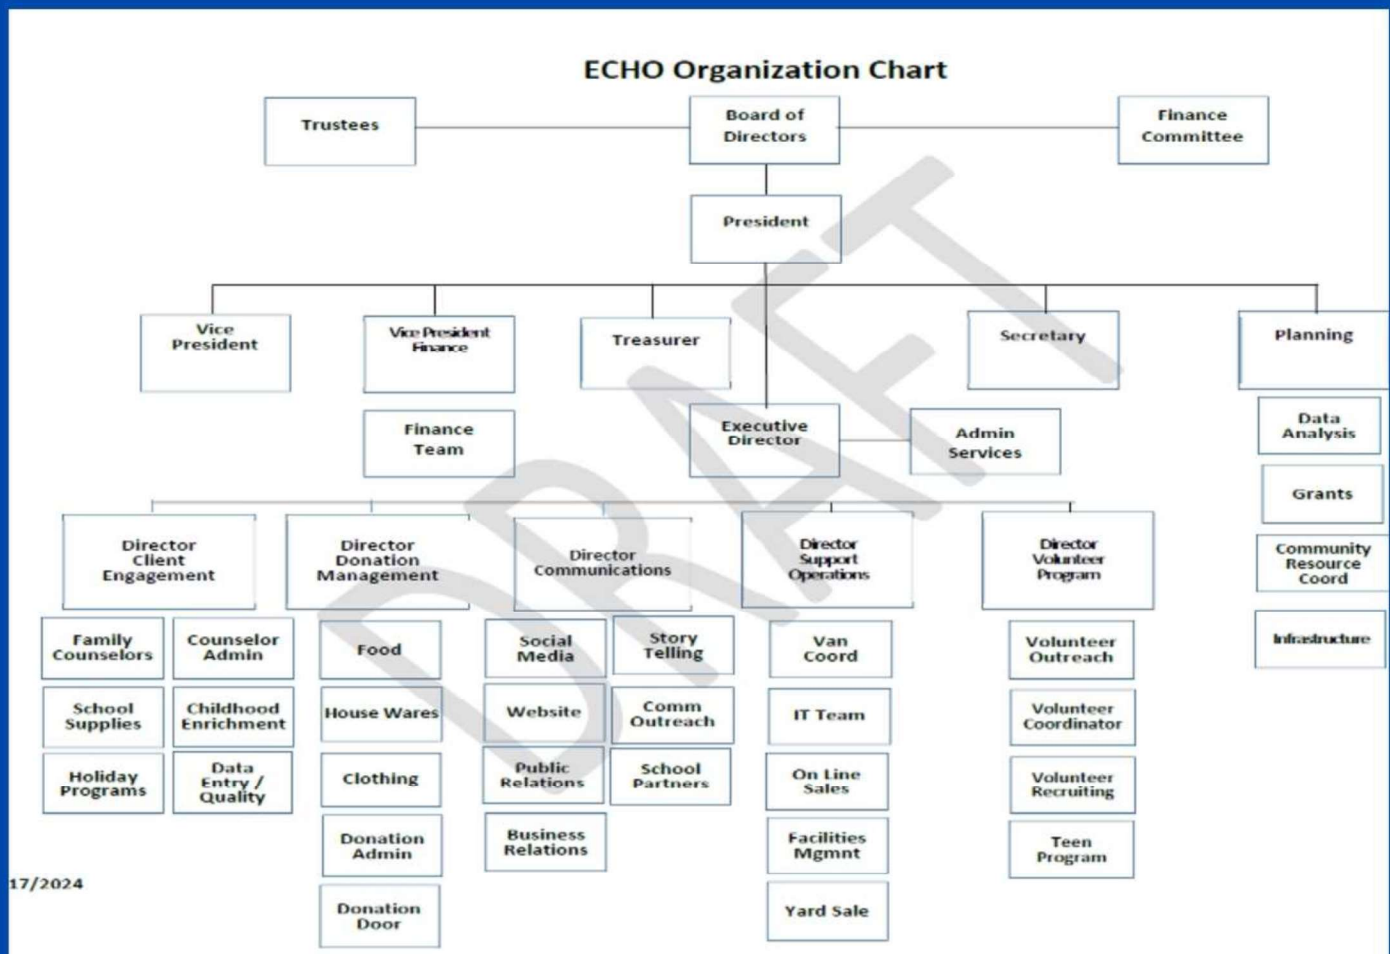 ECHO Organization Chart
Trustees
Board of
Directors
Finance
Committee
President
Vice
President
Vice President
Finance
Treasurer
Secretary
Planning
Finance
Team
Executive
Director
Admin
Services
Data
Analysis
Grants
Community
Resource
Coord
Infrastructure
Director
Client
Engagement
Director
Donation
Management
Director
Communications
Director
Support
Operations
Director
Volunteer
Program
Family
Counselors
Counselor
Admin
School
Supplies
Childhood
Enrichment
Holiday
Programs
Data
Entry /
Quality
Food
House Wares
Clothing
Donation
Admin
Donation
Door
Social
Media
Story
Telling
Website
Comm
Outreach
Public
Relations
School
Partners
Business
Relations
Van
Coord
IT Team
On Line
Sales
Facilities
Mgmnt
Yard Sale
Volunteer
Outreach
Volunteer
Coordinator
Volunteer
Recruiting
Teen
Program
17/2024
DRAFT